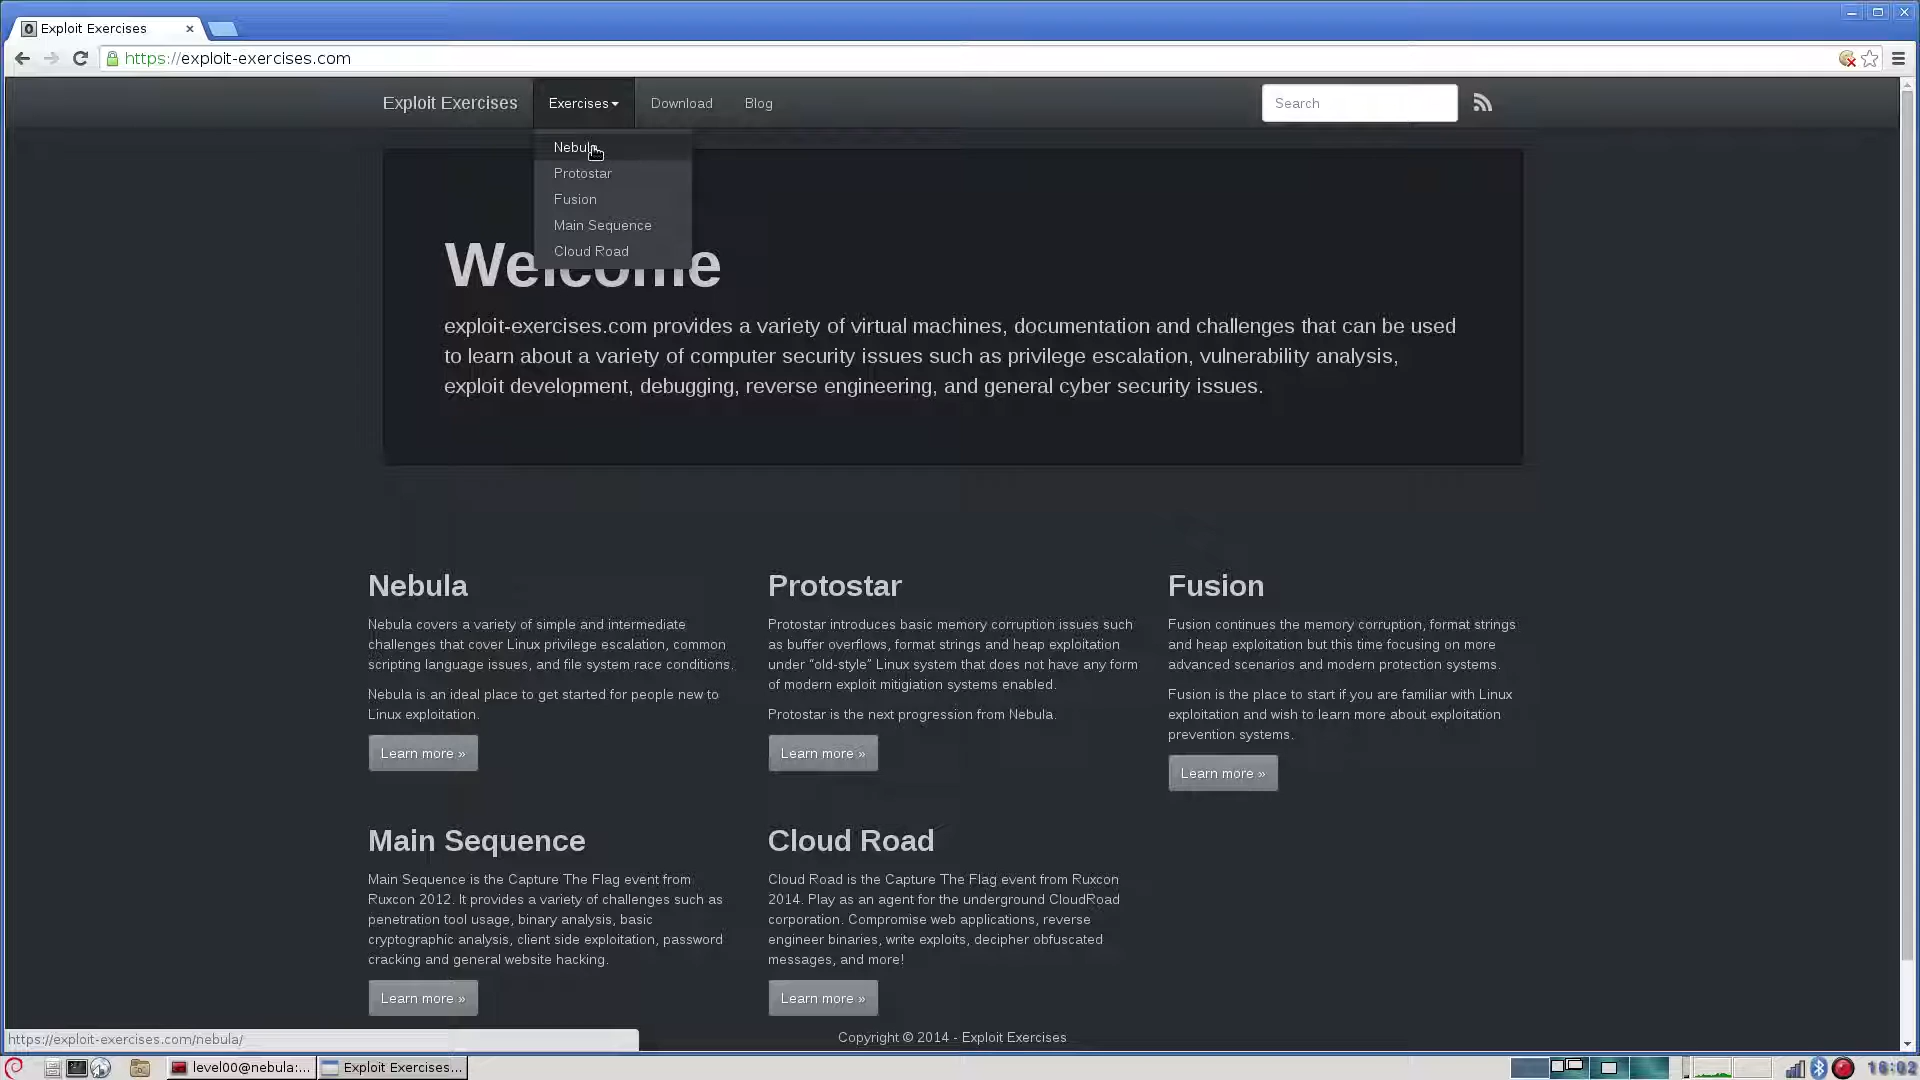 Exploit Exercises
https://exploit-exercises.com
Exploit Exercises
Exercises
Download
Blog
Search
Nebula
Protostar
Fusion
Main Sequence
Cloud Road
Welcome
exploit-exercises.com provides a variety of virtual machines, documentation and challenges that can be used
to learn about a variety of computer security issues such as privilege escalation, vulnerability analysis,
exploit development, debugging, reverse engineering, and general cyber security issues.
Nebula
Nebula covers a variety of simple and intermediate
challenges that cover Linux privilege escalation, common
scripting language issues, and file system race conditions.
Nebula is an ideal place to get started for people new to
Linux exploitation.
Learn more »
Protostar
Protostar introduces basic memory corruption issues such
as buffer overflows, format strings and heap exploitation
under “old-style” Linux system that does not have any form
of modern exploit mitigiation systems enabled.
Protostar is the next progression from Nebula.
Learn more »
Fusion
Fusion continues the memory corruption, format strings
and heap exploitation but this time focusing on more
advanced scenarios and modern protection systems.
Fusion is the place to start if you are familiar with Linux
exploitation and wish to learn more about exploitation
prevention systems.
Learn more »
Main Sequence
Main Sequence is the Capture The Flag event from
Ruxcon 2012. It provides a variety of challenges such as
penetration tool usage, binary analysis, basic
cryptographic analysis, client side exploitation, password
cracking and general website hacking.
Learn more »
Cloud Road
Cloud Road is the Capture The Flag event from Ruxcon
2014. Play as an agent for the underground CloudRoad
corporation. Compromise web applications, reverse
engineer binaries, write exploits, decipher obfuscated
messages, and more!
Learn more »
Copyright © 2014 - Exploit Exercises
https://exploit-exercises.com/nebula/
level00@nebula:...
Exploit Exercises...
16:02